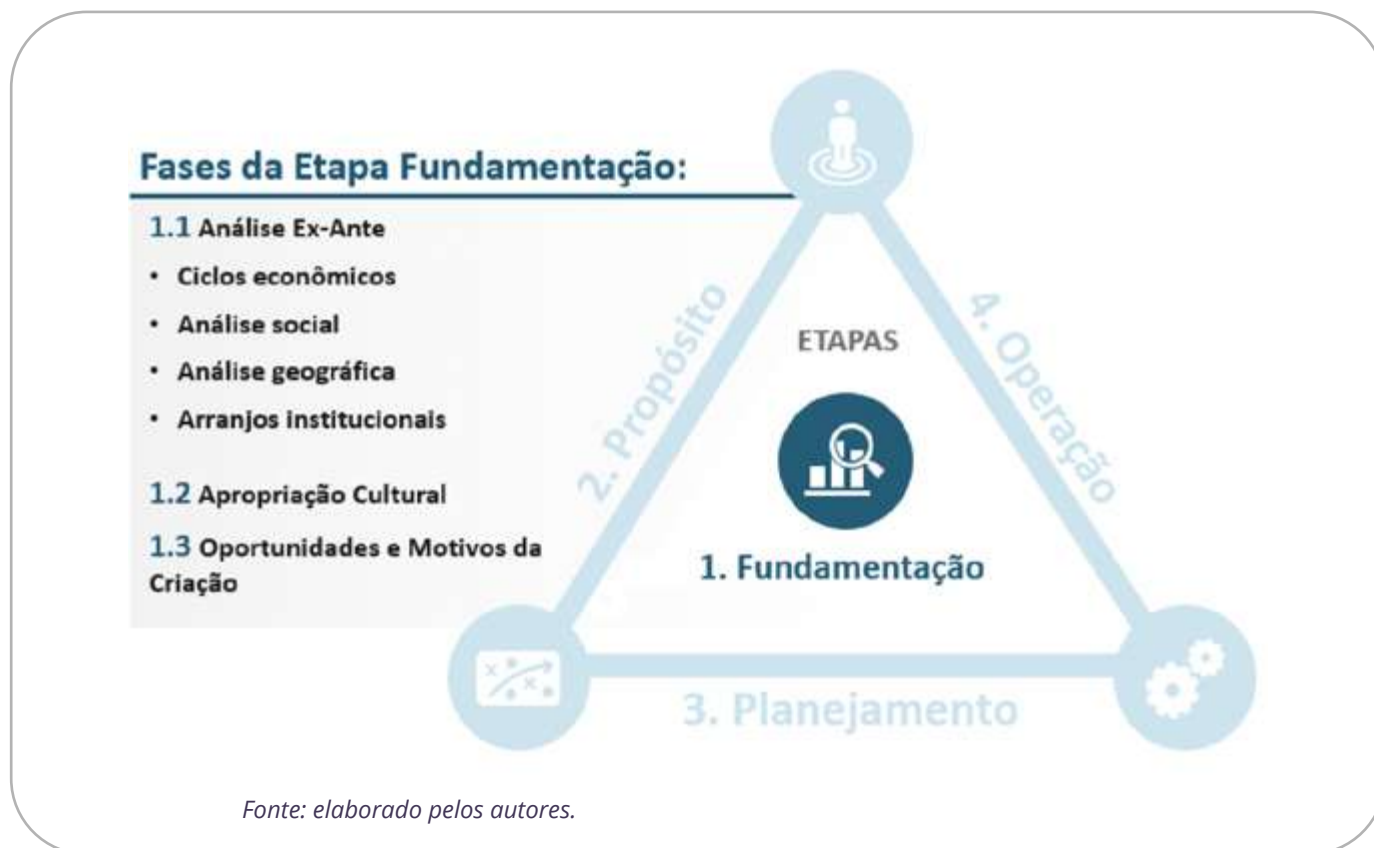 Fases da Etapa Fundamentação:
1.1 Análise Ex-Ante
• Ciclos econômicos
• Análise social
• Análise geográfica
• Arranjos institucionais
1.2 Apropriação Cultural
1.3 Oportunidades e Motivos da
Criação
2. Propósito
ETAPAS
1. Fundamentação
4. Operação
3. Planejamento
Fonte: elaborado pelos autores.